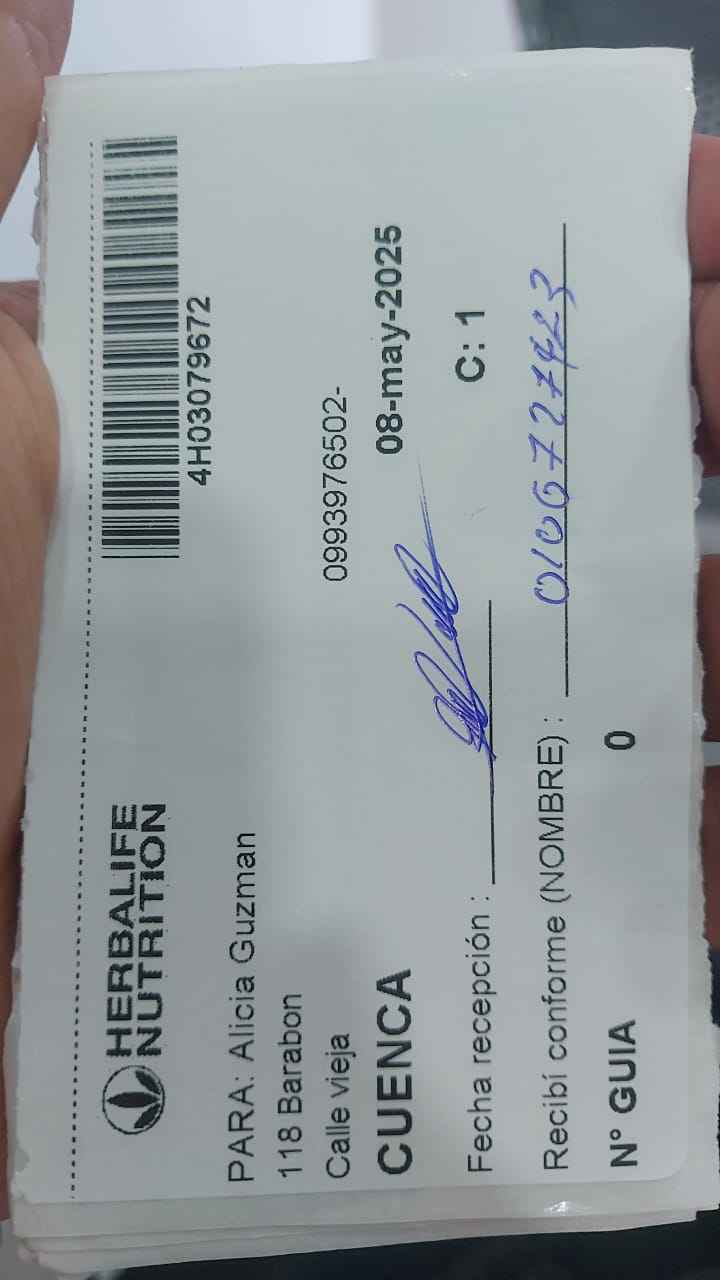 HERBALIFE
NUTRITION
4H03079672
PARA: Alicia Guzman
118 Barabon
Calle vieja
0993976502-
CUENCA 08-may-2025
Fecha recepción : C: 1
Recibí conforme (NOMBRE) : 0106727423
N° GUIA 0